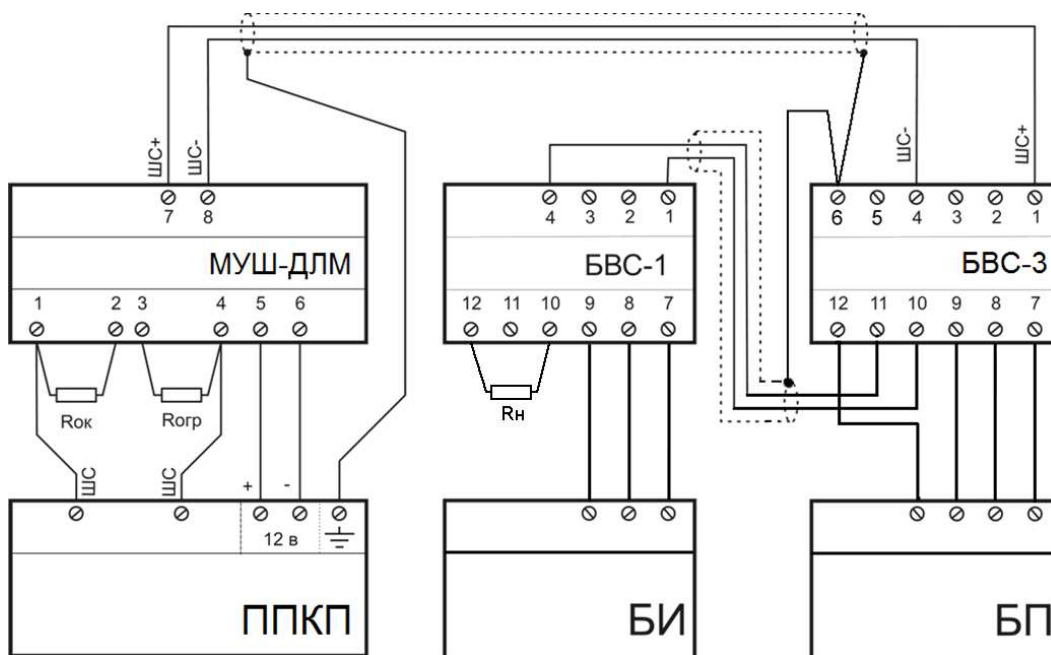 ШС+
ШС-
ШС-
ШС+
7 8
4 3 2 1
6 5 4 3 2 1
МУШ-ДЛМ
БВС-1
БВС-3
1 2 3 4 5 6
12 11 10 9 8 7
12 11 10 9 8 7
Rок
Rогр
Rн
ШС
ШС
+
-
12 в
ППКП
БИ
БП